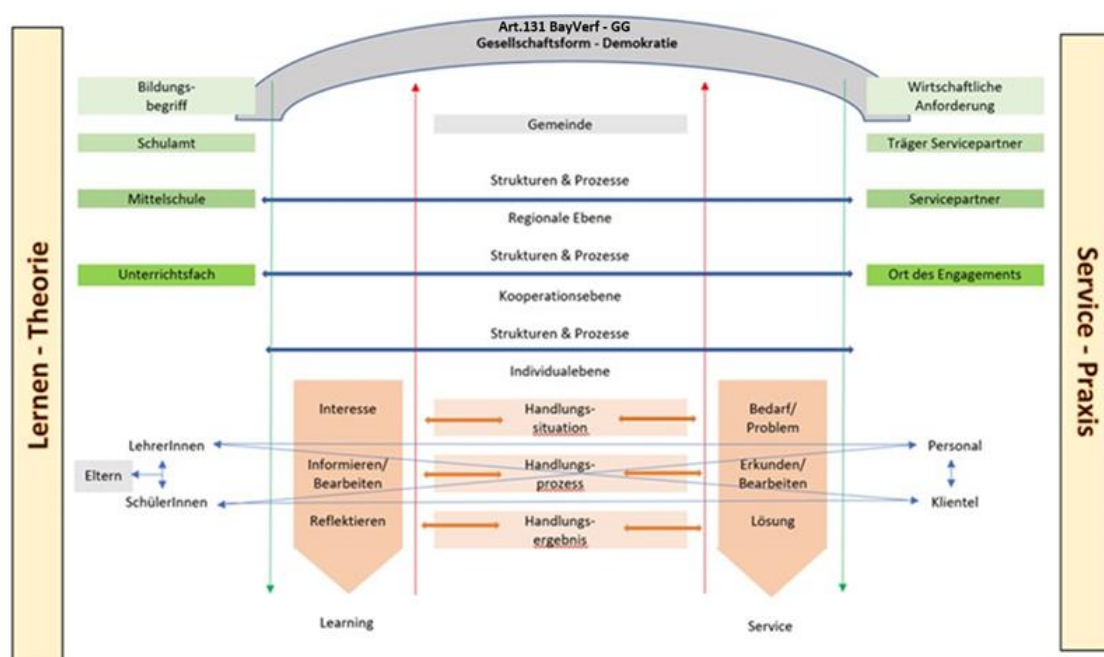 Art.131 BayVerf - GG
Gesellschaftsform - Demokratie
Lernen - Theorie
Service - Praxis
Bildungs-
begriff
Wirtschaftliche
Anforderung
Gemeinde
Schulamt
Träger Servicepartner
Strukturen & Prozesse
Mittelschule
Servicepartner
Regionale Ebene
Strukturen & Prozesse
Unterrichtsfach
Ort des Engagements
Kooperationsebene
Strukturen & Prozesse
Individualebene
Interesse
Handlungs-
situation
Bedarf/
Problem
LehrerInnen
Personal
Eltern
Informieren/
Bearbeiten
Handlungs-
prozess
Erkunden/
Bearbeiten
SchülerInnen
Klientel
Reflektieren
Handlungs-
ergebnis
Lösung
Learning
Service